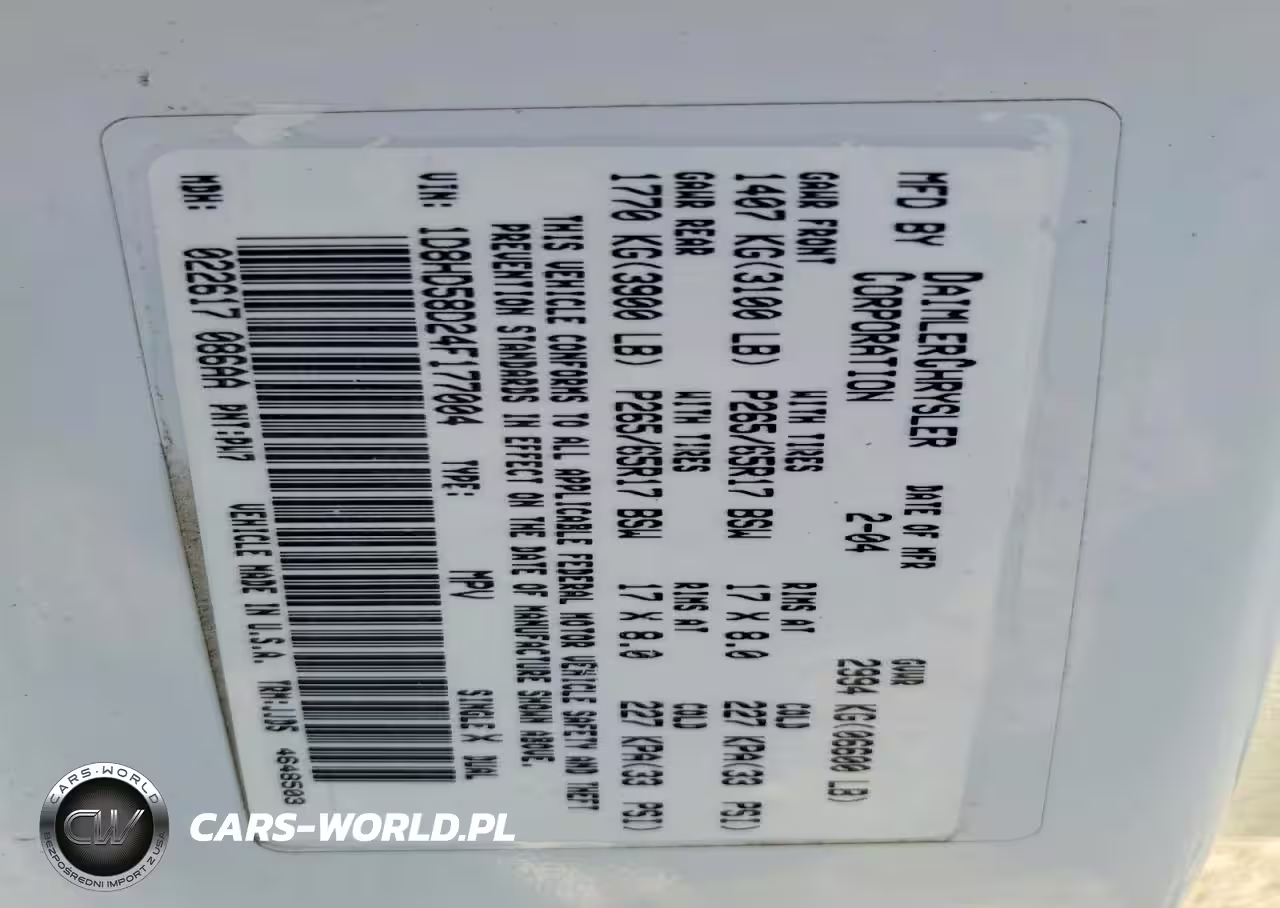 MFD BY DAIMLERCHRYSLER CORPORATION
DATE OF MFR 2-04
GVWR 2994 KG(06600 LB)
GAWR FRONT WITH TIRES RIMS AT COLD
1407 KG(3100 LB) P265/65R17 BSW 17 X 8.0 227 KPA(33 PSI)
GAWR REAR WITH TIRES RIMS AT COLD
1770 KG(3900 LB) P265/65R17 BSW 17 X 8.0 227 KPA(33 PSI)
THIS VEHICLE CONFORMS TO ALL APPLICABLE FEDERAL MOTOR VEHICLE SAFETY AND THEFT
PREVENTION STANDARDS IN EFFECT ON THE DATE OF MANUFACTURE SHOWN ABOVE.
VIN: 1D8HD58D24F177004 TYPE: MPV SINGLE X DUAL
MDH: 022617 086AA PNT:PW7 VEHICLE MADE IN U.S.A. TRM:JJD5 4648503
CARS-WORLD
CW
BEZPOŚREDNI IMPORT Z USA
CARS-WORLD.PL